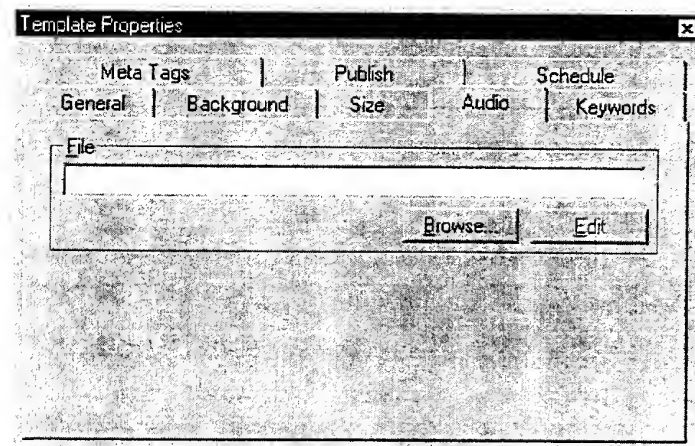 Template Properties
Meta Tags Publish Schedule
General Background Size Audio Keywords
File
Browse... Edit